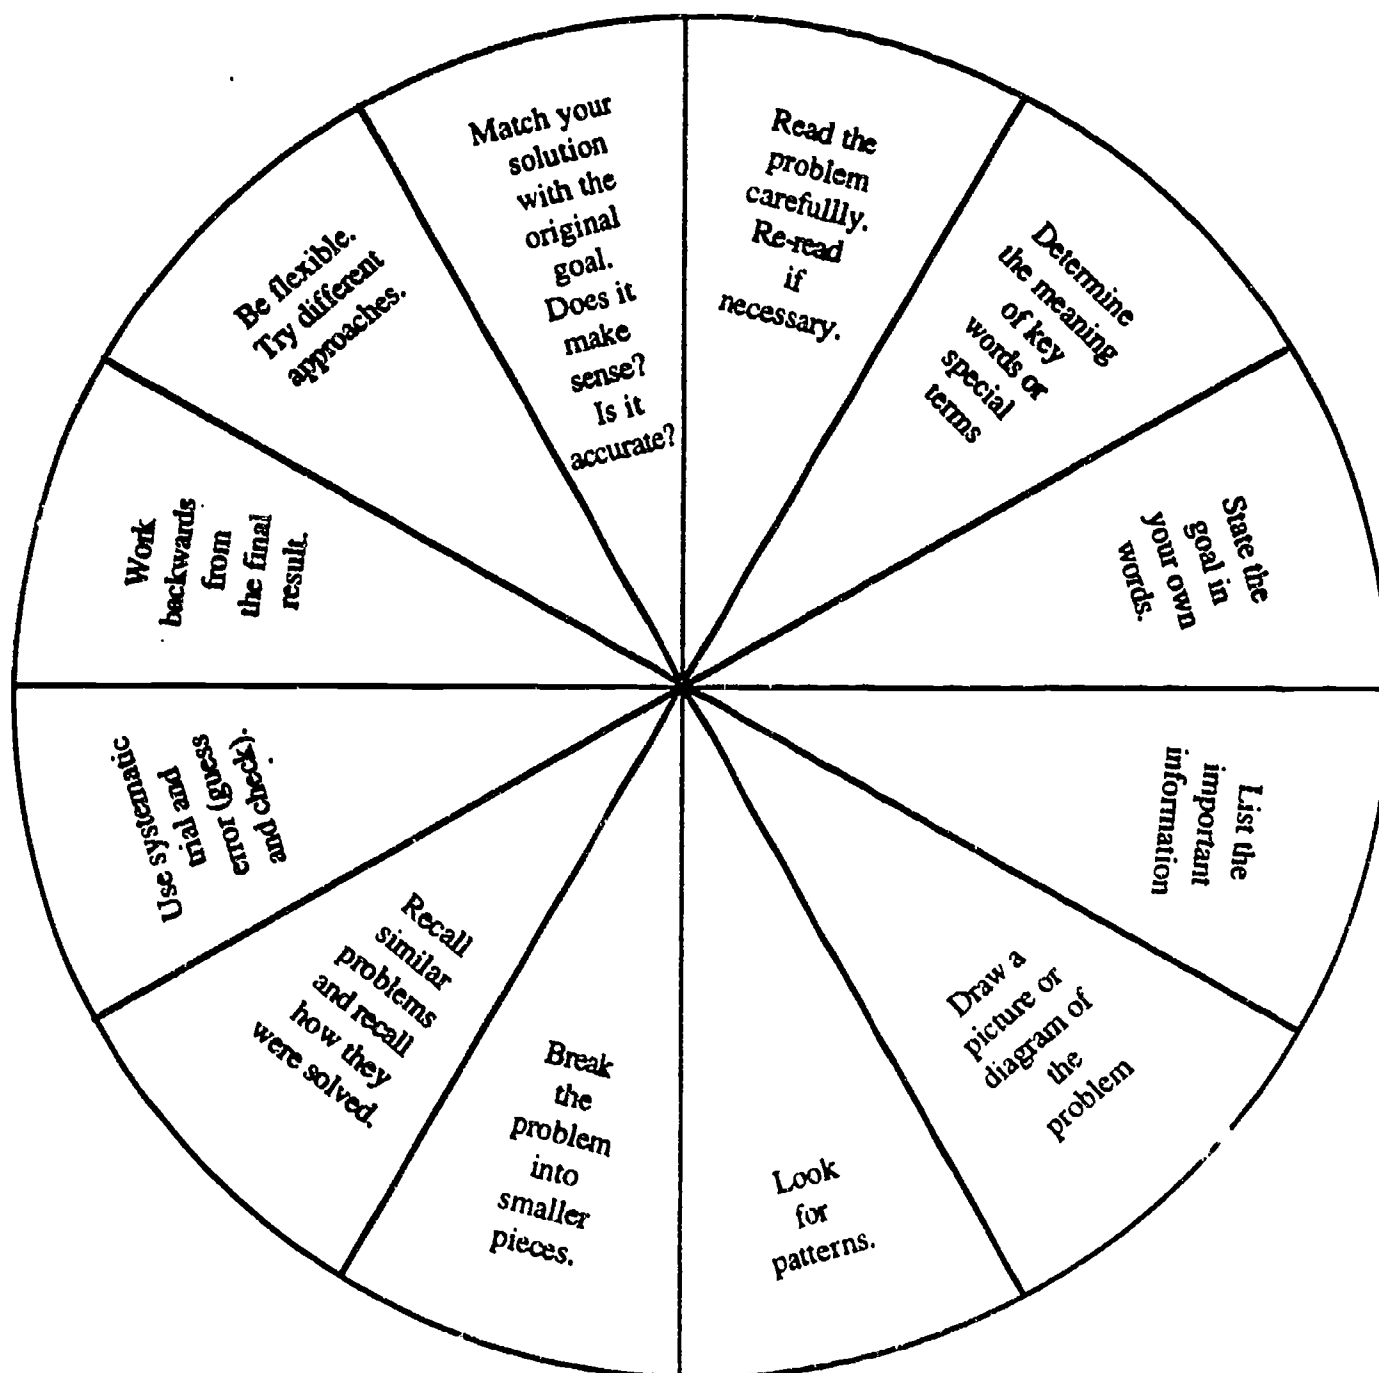 Read the
problem
carefullly.
Re-read
if
necessary.
Determine
the meaning
of key
words or
special
terms
State the
goal in
your own
words.
List the
important
information
Draw a
picture or
diagram of
the
problem
Look
for
patterns.
Break
the
problem
into
smaller
pieces.
Recall
similar
problems
and recall
how they
were solved.
Use systematic
trial and
error (guess
and check).
Work
backwards
from
the final
result.
Be flexible.
Try different
approaches.
Match your
solution
with the
original
goal.
Does it
make
sense?
Is it
accurate?